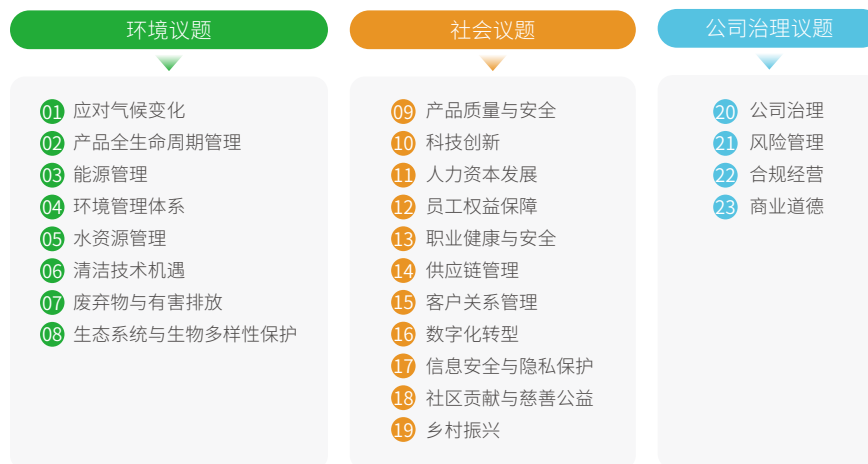 环境议题
01 应对气候变化
02 产品全生命周期管理
03 能源管理
04 环境管理体系
05 水资源管理
06 清洁技术机遇
07 废弃物与有害排放
08 生态系统与生物多样性保护
社会议题
09 产品质量与安全
10 科技创新
11 人力资本发展
12 员工权益保障
13 职业健康与安全
14 供应链管理
15 客户关系管理
16 数字化转型
17 信息安全与隐私保护
18 社区贡献与慈善公益
19 乡村振兴
公司治理议题
20 公司治理
21 风险管理
22 合规经营
23 商业道德